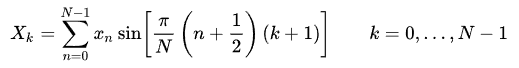 X_k = \sum_{n=0}^{N-1} x_n \sin\left[ \frac{\pi}{N} \left( n + \frac{1}{2} \right) (k+1) \right] \qquad k = 0, \dots, N-1